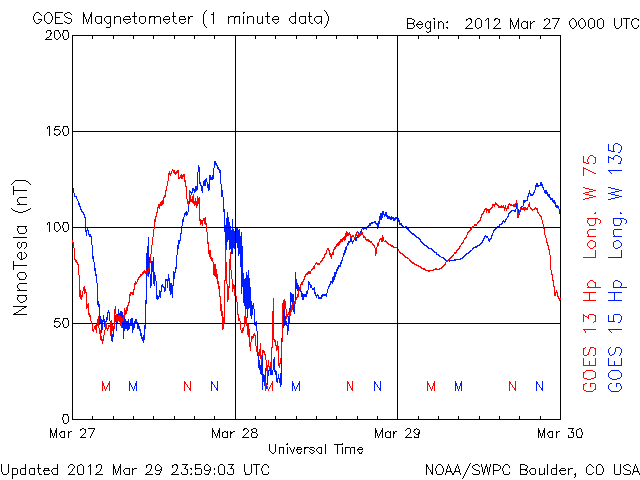 GOES Magnetometer (1 minute data)
Begin: 2012 Mar 27 0000 UTC
200
150
100
50
0
NanoTesla (nT)
M M N N M M N N M M N N
Mar 27 Mar 28 Mar 29 Mar 30
Universal Time
GOES 13 Hp Long. W 75
GOES 15 Hp Long. W 135
Updated 2012 Mar 29 23:59:03 UTC
NOAA/SWPC Boulder, CO USA